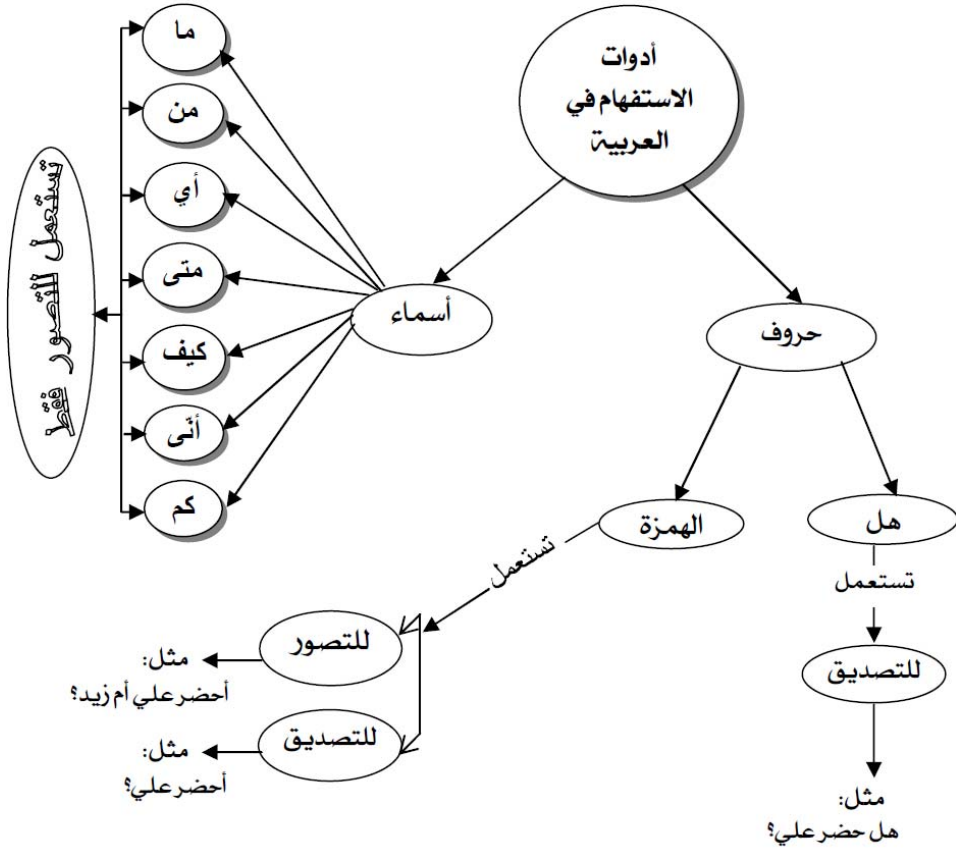 أدوات
الاستفهام في
العربية
حروف
أسماء
ما
من
أي
متى
كيف
أنّى
كم
تستعمل للتصور فقط
هل
تستعمل
للتصديق
مثل:
هل حضر علي؟
الهمزة
تستعمل
للتصور
مثل:
أحضر علي أم زيد؟
للتصديق
مثل:
أحضر علي؟